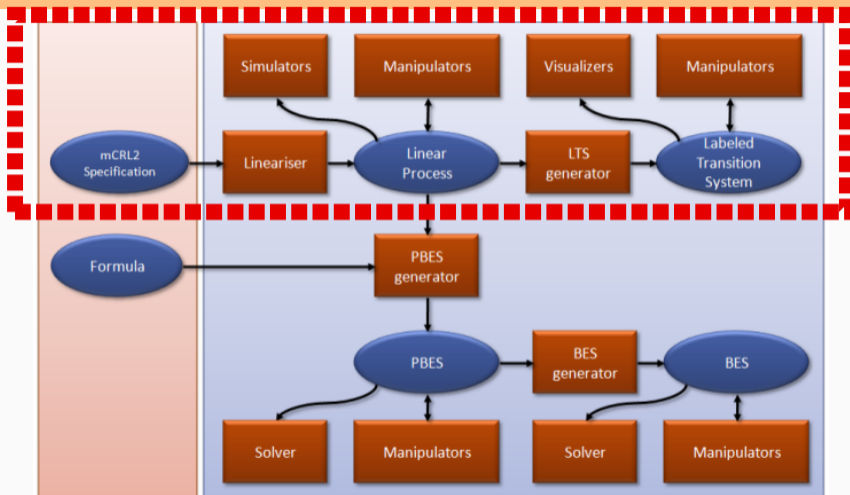 Simulators
Manipulators
Visualizers
Manipulators
mCRL2
Specification
Lineariser
Linear
Process
LTS
generator
Labeled
Transition
System
Formula
PBES
generator
PBES
BES
generator
BES
Solver
Manipulators
Solver
Manipulators